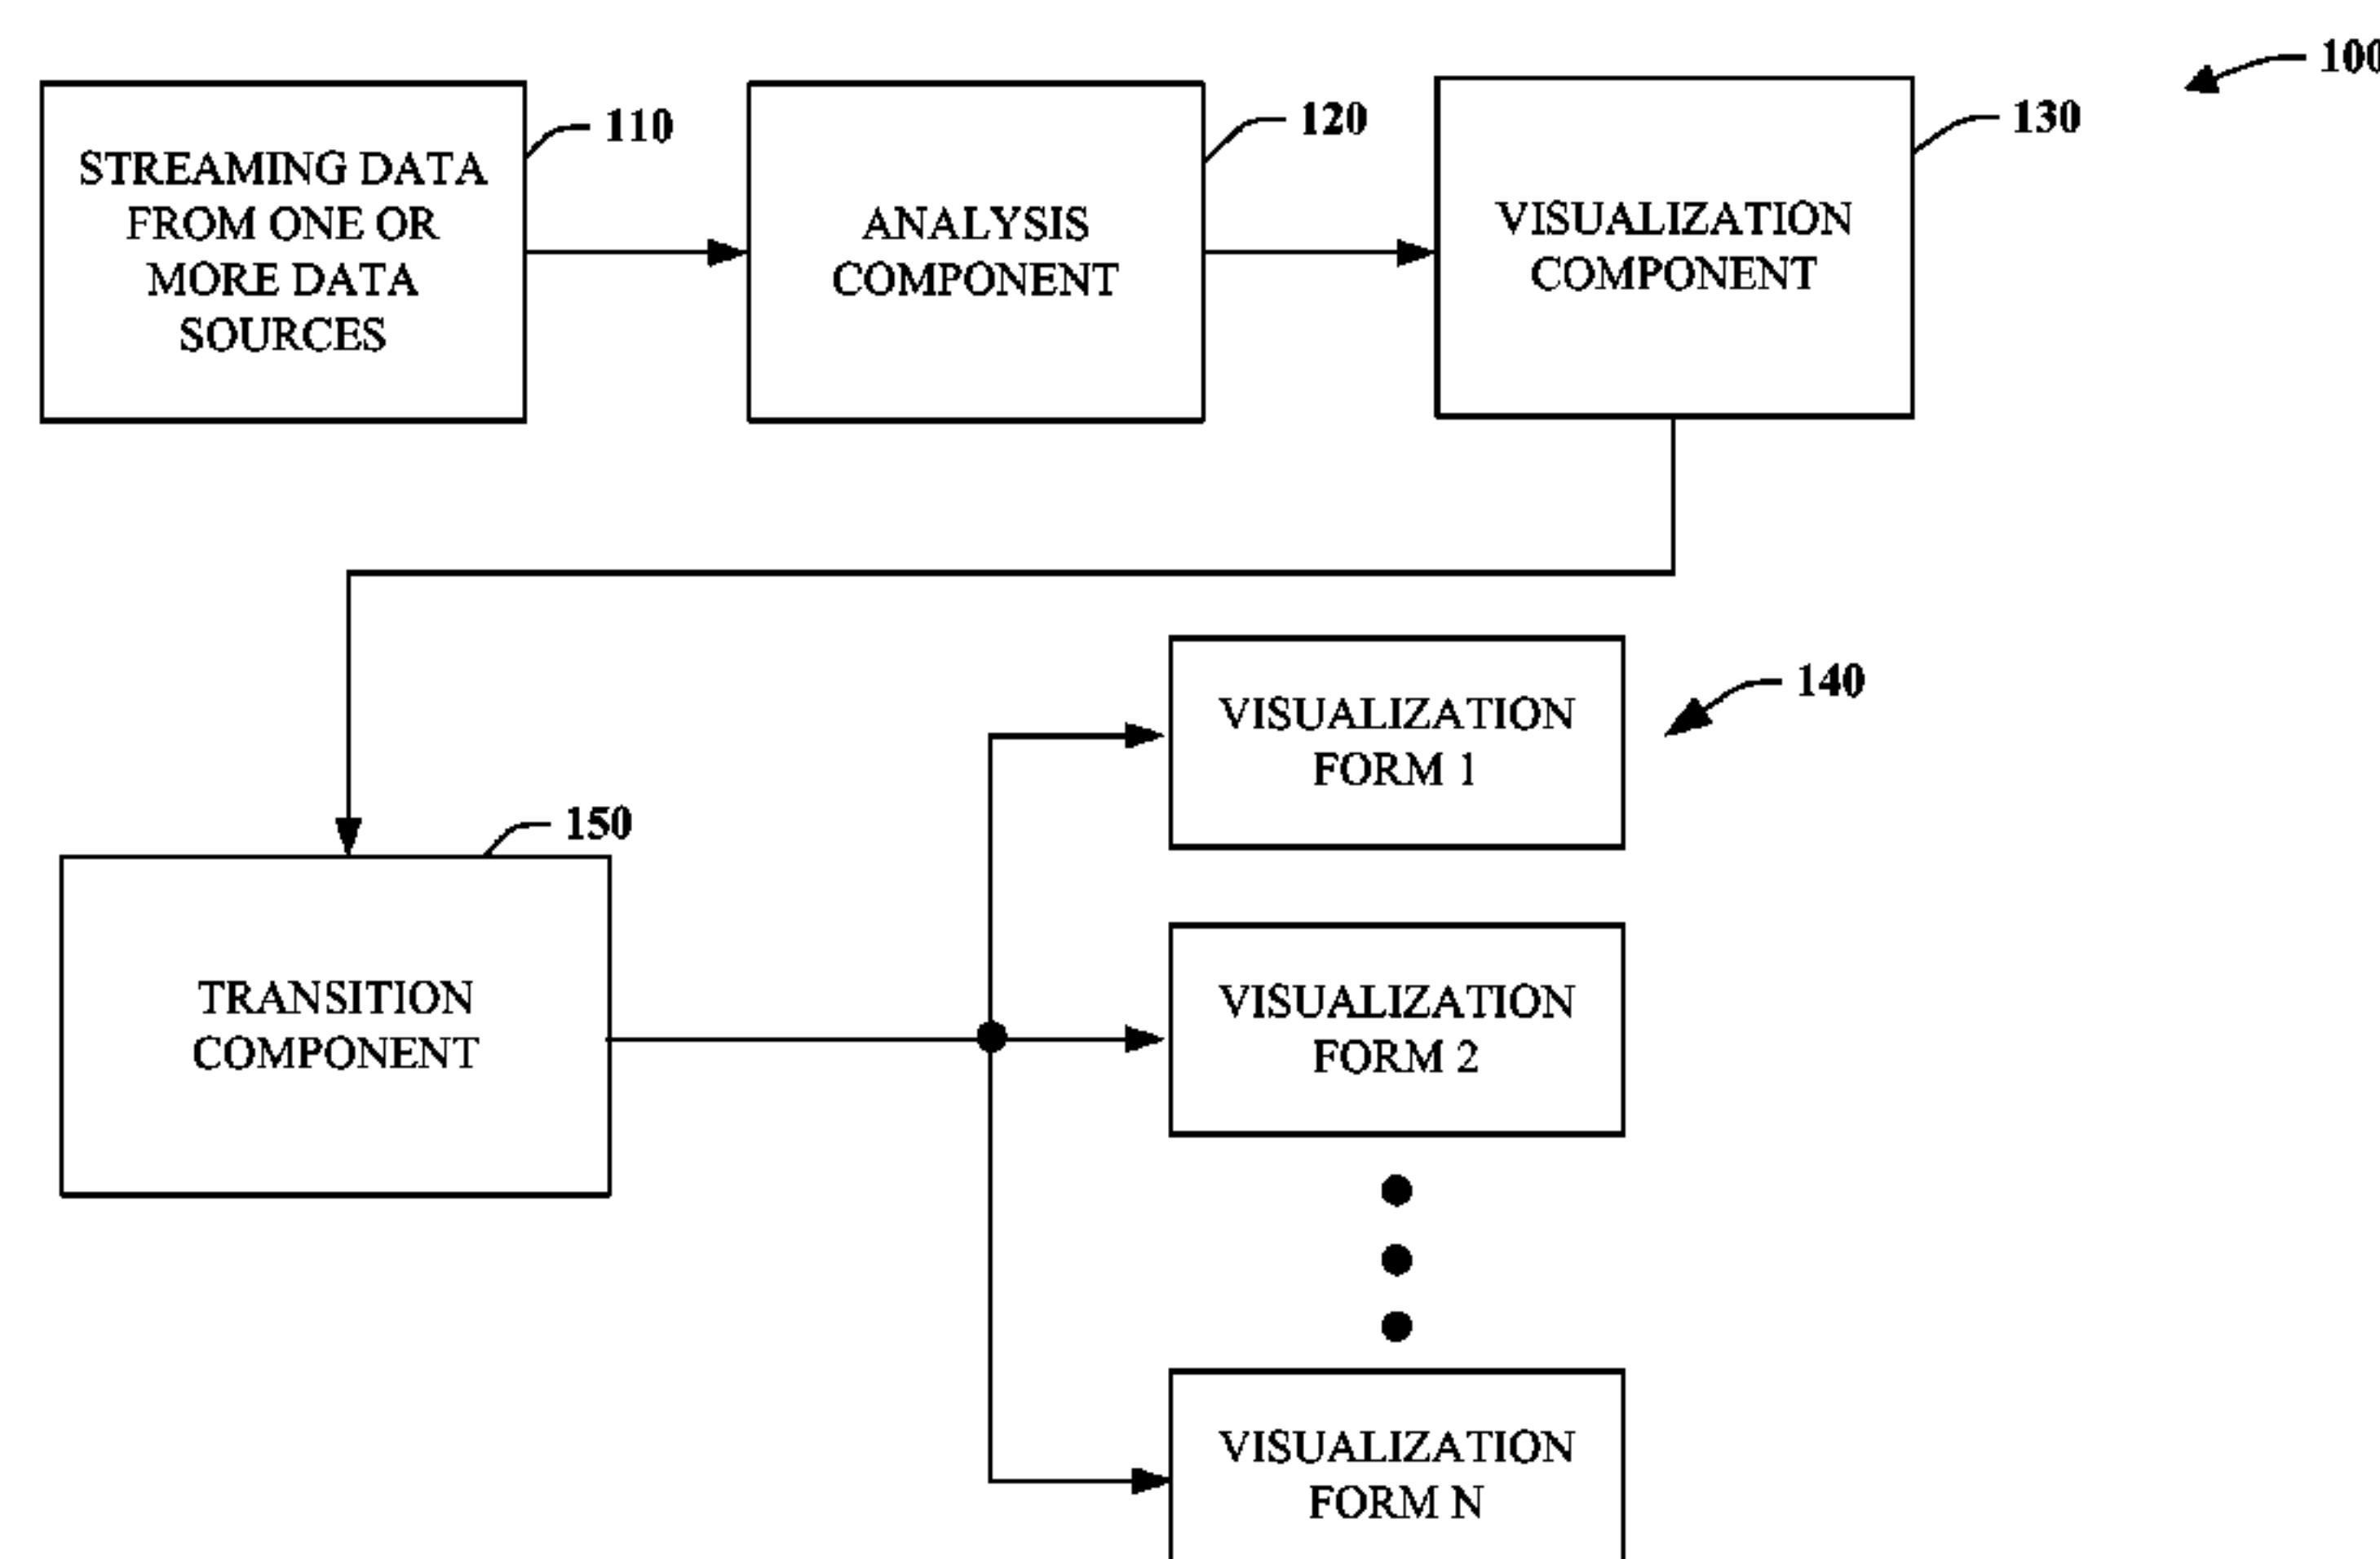 100
110
STREAMING DATA
FROM ONE OR
MORE DATA
SOURCES
120
ANALYSIS
COMPONENT
130
VISUALIZATION
COMPONENT
140
VISUALIZATION
FORM 1
150
TRANSITION
COMPONENT
VISUALIZATION
FORM 2
VISUALIZATION
FORM N